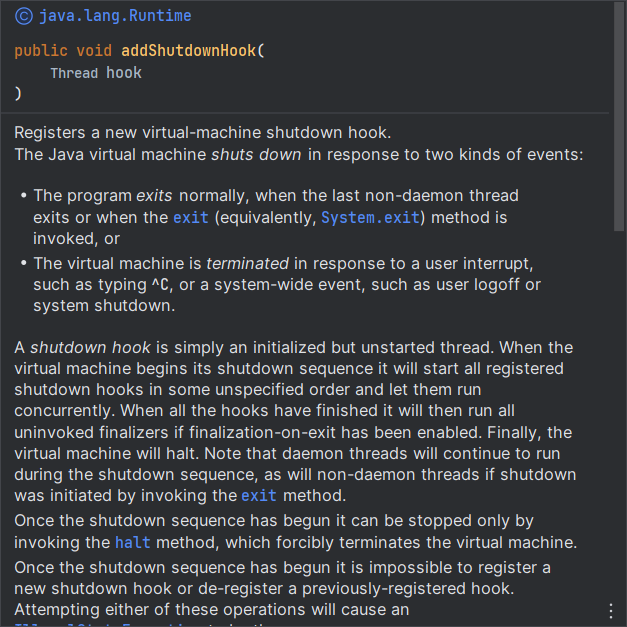 © java.lang.Runtime
public void addShutdownHook(
Thread hook
)
Registers a new virtual-machine shutdown hook.
The Java virtual machine shuts down in response to two kinds of events:
• The program exits normally, when the last non-daemon thread
exits or when the exit (equivalently, System.exit) method is
invoked, or
• The virtual machine is terminated in response to a user interrupt,
such as typing ^C, or a system-wide event, such as user logoff or
system shutdown.
A shutdown hook is simply an initialized but unstarted thread. When the
virtual machine begins its shutdown sequence it will start all registered
shutdown hooks in some unspecified order and let them run
concurrently. When all the hooks have finished it will then run all
uninvoked finalizers if finalization-on-exit has been enabled. Finally, the
virtual machine will halt. Note that daemon threads will continue to run
during the shutdown sequence, as will non-daemon threads if shutdown
was initiated by invoking the exit method.
Once the shutdown sequence has begun it can be stopped only by
invoking the halt method, which forcibly terminates the virtual machine.
Once the shutdown sequence has begun it is impossible to register a
new shutdown hook or de-register a previously-registered hook.
Attempting either of these operations will cause an